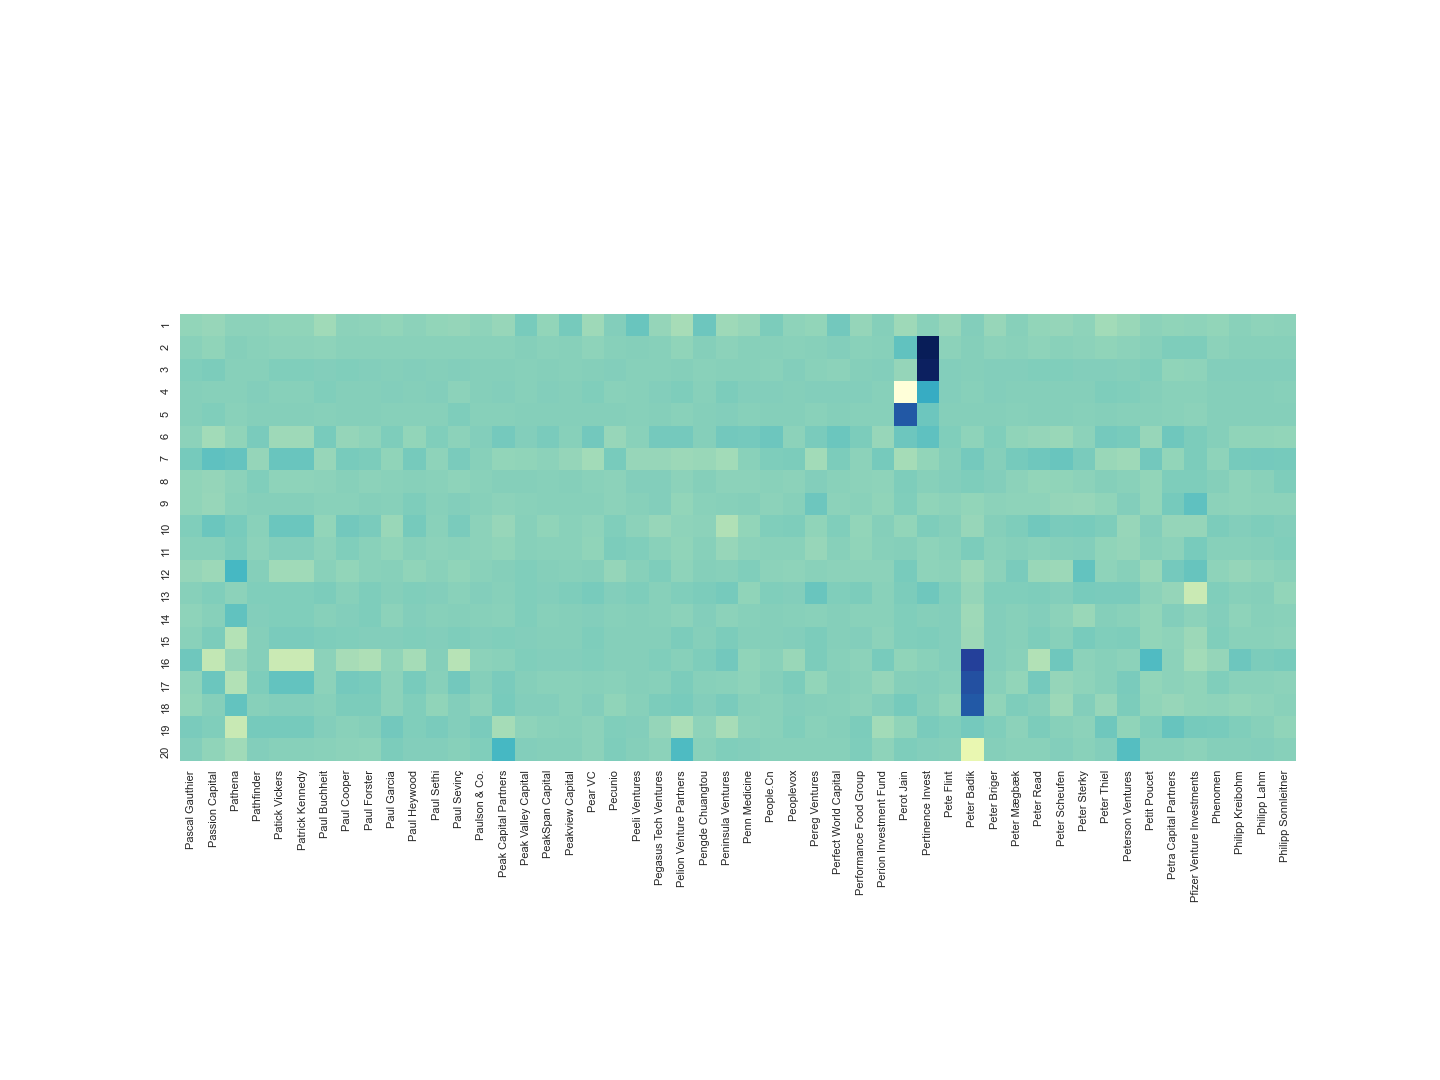 1
2
3
4
5
6
7
8
9
10
11
12
13
14
15
16
17
18
19
20
Pascal Gauthier
Passion Capital
Pathena
Pathfinder
Patick Vickers
Patrick Kennedy
Paul Buchheit
Paul Cooper
Paul Forster
Paul Garcia
Paul Heywood
Paul Sethi
Paul Sevinç
Paulson & Co.
Peak Capital Partners
Peak Valley Capital
PeakSpan Capital
Peakview Capital
Pear VC
Pecunio
Peeli Ventures
Pegasus Tech Ventures
Pelion Venture Partners
Pengde Chuangtou
Peninsula Ventures
Penn Medicine
People.Cn
Peoplevox
Pereg Ventures
Perfect World Capital
Performance Food Group
Perion Investment Fund
Perot Jain
Pertinence Invest
Pete Flint
Peter Badik
Peter Briger
Peter Mægbæk
Peter Read
Peter Scheufen
Peter Sterky
Peter Thiel
Peterson Ventures
Petit Poucet
Petra Capital Partners
Pfizer Venture Investments
Phenomen
Philipp Kreibohm
Philipp Lahm
Philipp Sonnleitner